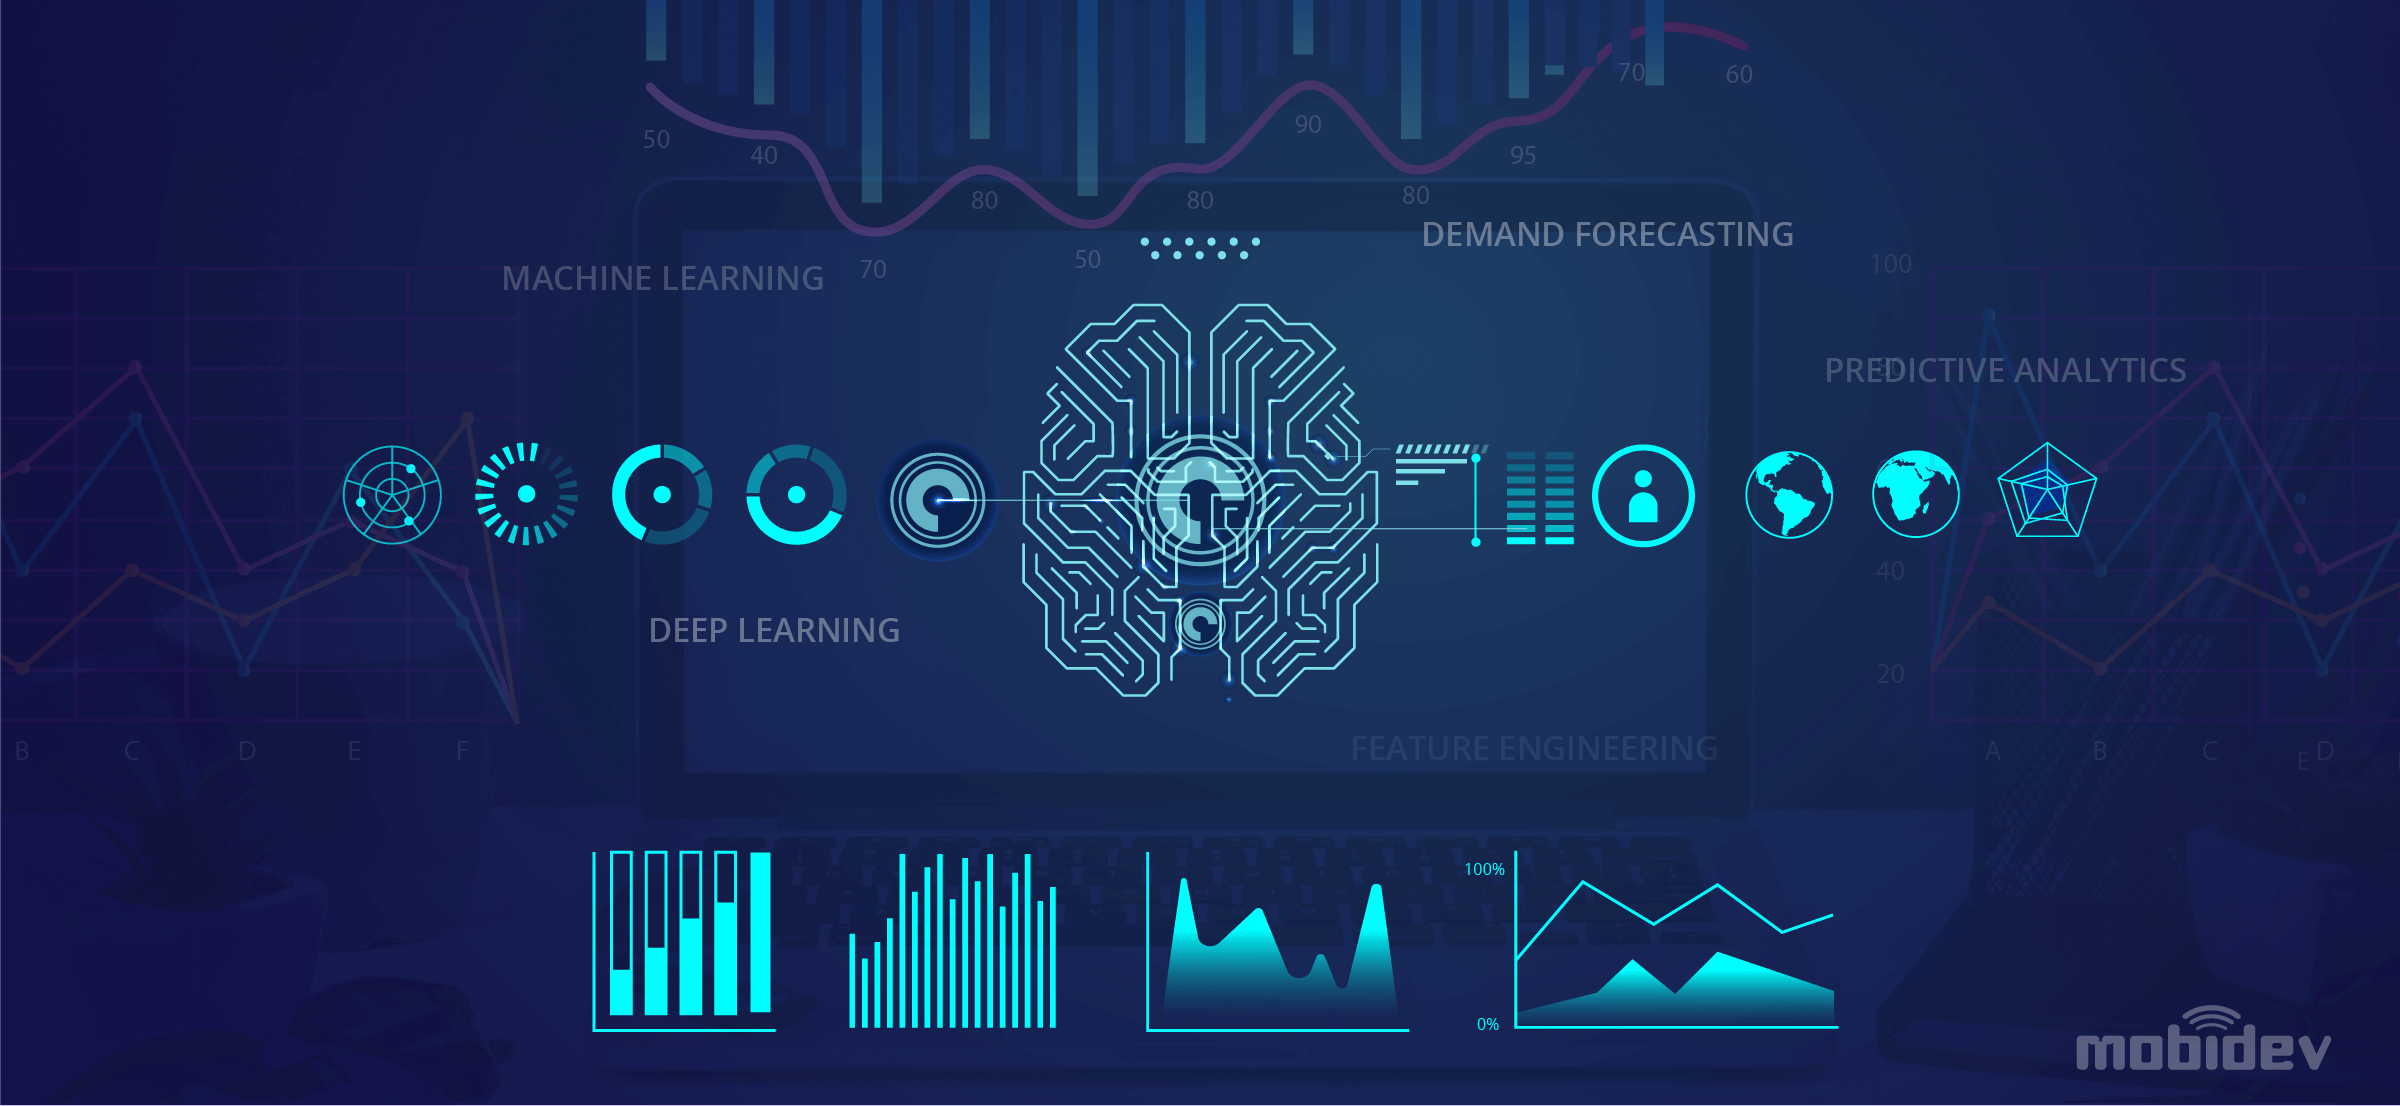 70
60
50
40
90
95
80
80
80
DEMAND FORECASTING
50
70
MACHINE LEARNING
100
PREDICTIVE ANALYTICS
40
DEEP LEARNING
20
FEATURE ENGINEERING
B C D E F
A B C E D
100%
0%
mobidev